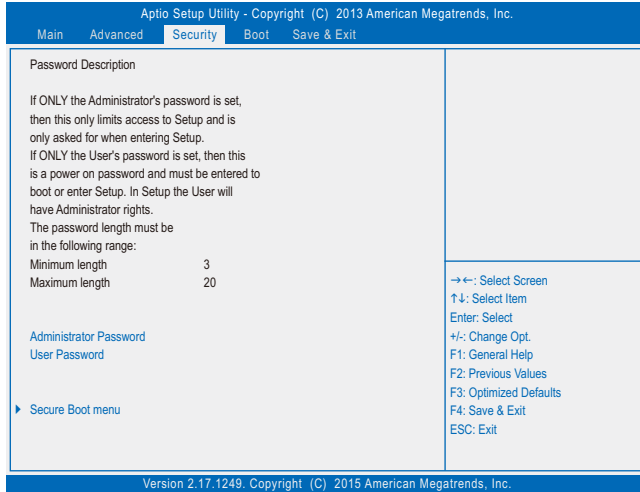 Aptio Setup Utility - Copyright (C) 2013 American Megatrends, Inc.
Main Advanced Security Boot Save & Exit
Password Description
If ONLY the Administrator's password is set,
then this only limits access to Setup and is
only asked for when entering Setup.
If ONLY the User's password is set, then this
is a power on password and must be entered to
boot or enter Setup. In Setup the User will
have Administrator rights.
The password length must be
in the following range:
Minimum length 3
Maximum length 20
Administrator Password
User Password
Secure Boot menu
→←: Select Screen
↑↓: Select Item
Enter: Select
+/-: Change Opt.
F1: General Help
F2: Previous Values
F3: Optimized Defaults
F4: Save & Exit
ESC: Exit
Version 2.17.1249. Copyright (C) 2015 American Megatrends, Inc.